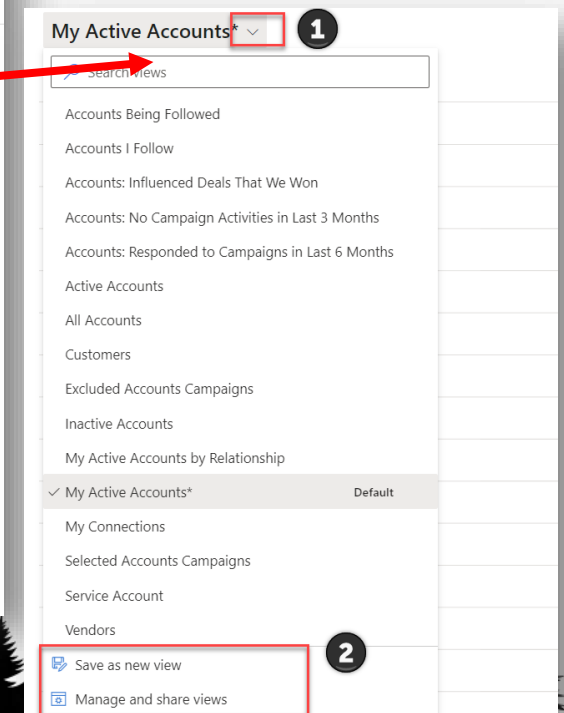 My Active Accounts*
1
Search views
Accounts Being Followed
Accounts I Follow
Accounts: Influenced Deals That We Won
Accounts: No Campaign Activities in Last 3 Months
Accounts: Responded to Campaigns in Last 6 Months
Active Accounts
All Accounts
Customers
Excluded Accounts Campaigns
Inactive Accounts
My Active Accounts by Relationship
My Active Accounts* Default
My Connections
Selected Accounts Campaigns
Service Account
Vendors
2
Save as new view
Manage and share views